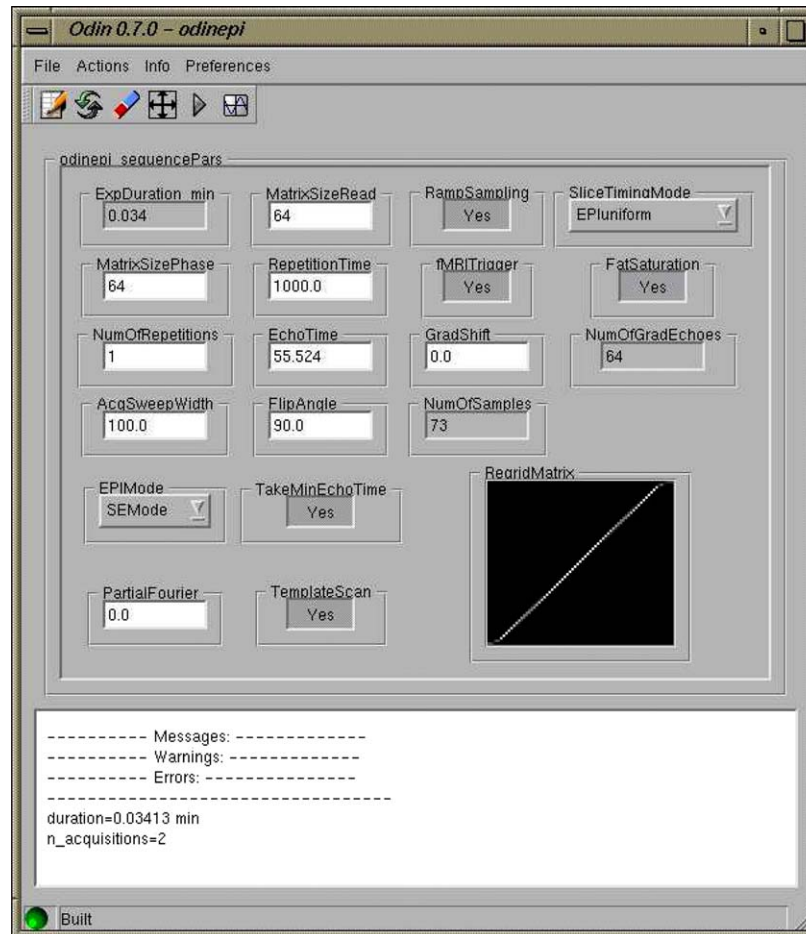 Odin 0.7.0 – odinepi
File Actions Info Preferences
odinepi_sequencePars
ExpDuration_min
0.034
MatrixSizeRead
64
RampSampling
Yes
SliceTimingMode
EPIuniform
MatrixSizePhase
64
RepetitionTime
1000.0
fMRITrigger
Yes
FatSaturation
Yes
NumOfRepetitions
1
EchoTime
55.524
GradShift
0.0
NumOfGradEchoes
64
AcqSweepWidth
100.0
FlipAngle
90.0
NumOfSamples
73
EPIMode
SEMode
TakeMinEchoTime
Yes
RegridMatrix
PartialFourier
0.0
TemplateScan
Yes
---------- Messages: -------------
---------- Warnings: -------------
---------- Errors: ---------------
----------------------------------
duration=0.03413 min
n_acquisitions=2
Built